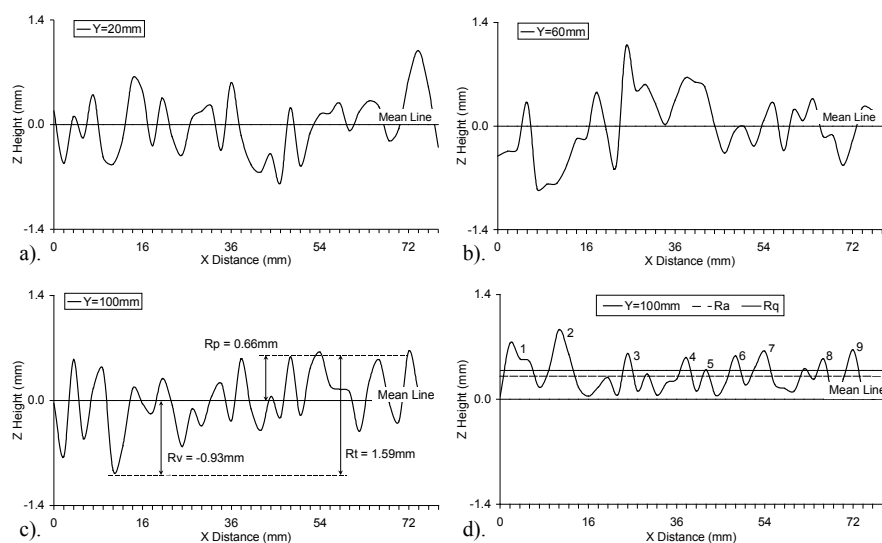 1.4
Y=20mm
Z Height (mm)
0.0
Mean Line
-1.4
0 16 36 54 72
a). X Distance (mm)
1.4
Y=60mm
Z Height (mm)
0.0
Mean Line
-1.4
0 16 36 54 72
b). X Distance (mm)
1.4
Y=100mm
Rp = 0.66mm
Z Height (mm)
0.0
Mean Line
Rv = -0.93mm
Rt = 1.59mm
-1.4
0 16 36 54 72
c). X Distance (mm)
1.4
Y=100mm Ra Rq
1 2 3 4 5 6 7 8 9
Z Height (mm)
0.0
Mean Line
-1.4
0 16 36 54 72
d). X Distance (mm)